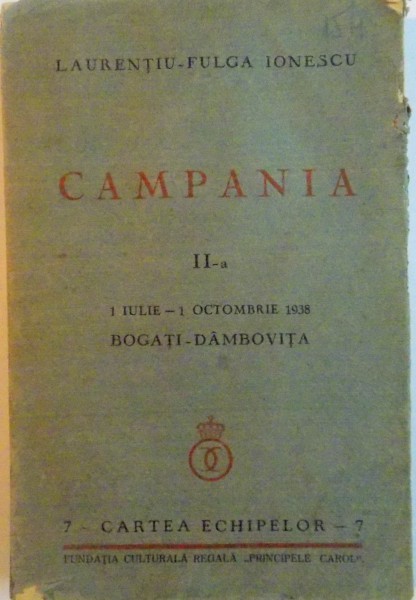 LAURENȚIU-FULGA IONESCU
CAMPANIA
II-a
1 IULIE – 1 OCTOMBRIE 1938
BOGAȚI-DÂMBOVIȚA
7 – CARTEA ECHIPELOR – 7
FUNDAȚIA CULTURALĂ REGALĂ „PRINCIPELE CAROL"